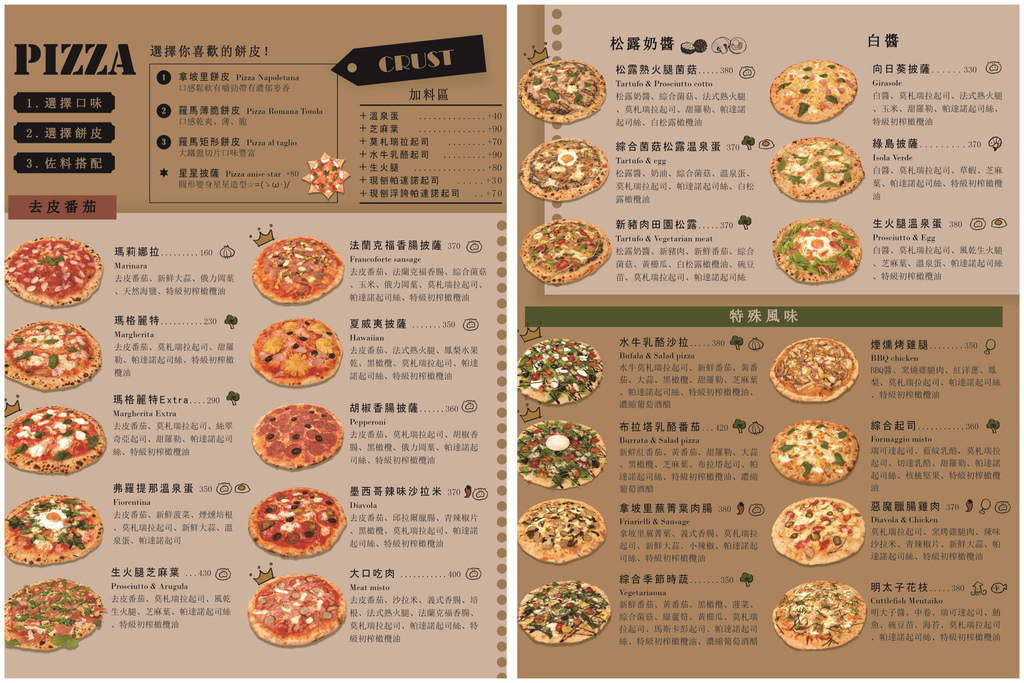 PIZZA
1.選擇口味
2.選擇餅皮
3.佐料搭配
選擇你喜歡的餅皮!
1 拿坡里餅皮 Pizza Napoletana
口感鬆軟有嚼勁帶有濃郁麥香
2 羅馬薄脆餅皮 Pizza Romana Tonda
口感乾爽、薄、脆
3 羅馬矩形餅皮 Pizza al taglio
大鐵盤切片口味豐富
星星披薩 Pizza anise star +80
圓形變身星星造型☆=(ゝω·)/
CRUST
加料區
+溫泉蛋 ..................+40
+芝麻葉 ..............+90
+莫札瑞拉起司 .........+70
+水牛乳酪起司 .........+90
+生火腿 ..............+80
+現刨帕達諾起司 .....+30
+現刨浮誇帕達諾起司 ..+70
去皮番茄
瑪莉娜拉........160
Marinara
去皮番茄、新鮮大蒜、俄力岡葉
、天然海鹽、特級初榨橄欖油
瑪格麗特..........230
Margherita
去皮番茄、莫札瑞拉起司、甜羅
勒、帕達諾起司絲、特級初榨橄
欖油
瑪格麗特Extra....290
Margherita Extra
去皮番茄、莫札瑞拉起司、絲翠
奇亞起司、甜羅勒、帕達諾起司
絲、特級初榨橄欖油
弗羅提那溫泉蛋 350
Fiorentina
去皮番茄、新鮮菠菜、煙燻培根
、莫札瑞拉起司、新鮮大蒜、溫
泉蛋、帕達諾起司
生火腿芝麻葉 ...430
Prosciutto & Arugula
去皮番茄、莫札瑞拉起司、風乾
生火腿、芝麻葉、帕達諾起司絲
、特級初榨橄欖油
法蘭克福香腸披薩 370
Francoforte sausage
去皮番茄、法蘭克福香腸、綜合菌菇
、玉米、俄力岡葉、莫札瑞拉起司、
帕達諾起司絲、特級初榨橄欖油
夏威夷披薩 .......350
Hawaiian
去皮番茄、法式熟火腿、鳳梨水果
乾、黑橄欖、莫札瑞拉起司、帕達
諾起司絲、特級初榨橄欖油
胡椒香腸披薩......360
Pepperoni
去皮番茄、莫札瑞拉起司、胡椒香
腸、黑橄欖、俄力岡葉、帕達諾起
司絲、特級初榨橄欖油
墨西哥辣味沙拉米 370
Diavola
去皮番茄、邱拉爾臘腸、青辣椒片
、黑橄欖、莫札瑞拉起司、帕達諾
起司絲、特級初榨橄欖油
大口吃肉 ..........400
Meat misto
去皮番茄、沙拉米、義式香腸、培
根、法式熟火腿、法蘭克福香腸、
莫札瑞拉起司、帕達諾起司絲、特
級初榨橄欖油
松露奶醬
松露熟火腿菌菇.....380
Tartufo & Prosciutto cotto
松露奶醬、綜合菌菇、法式熟火腿
、莫札瑞拉起司、甜羅勒、帕達諾
起司絲、白松露橄欖油
綜合菌菇松露溫泉蛋 370
Tartufo & egg
松露醬、奶油、綜合菌菇、溫泉蛋、
莫札瑞拉起司、帕達諾起司絲、白松
露橄欖油
新豬肉田園松露.....370
Tartufo & Vegetarian meat
松露奶醬、新豬肉、新鮮番茄、綜合
菌菇、黃櫛瓜、白松露橄欖油、碗豆
苗、莫札瑞拉起司、帕達諾起司絲
白醬
向日葵披薩......330
Girasole
白醬、莫札瑞拉起司、法式熟火腿
、玉米、甜羅勒、帕達諾起司絲、
特級初榨橄欖油
綠島披薩........370
Isola Verde
白醬、莫札瑞拉起司、草蝦、芝麻
葉、帕達諾起司絲、特級初榨橄欖
油
生火腿溫泉蛋 380
Prosciutto & Egg
白醬、莫札瑞拉起司、風乾生火腿
、芝麻葉、溫泉蛋、帕達諾起司絲
、特級初榨橄欖油
特殊風味
水牛乳酪沙拉....380
Bufala & Salad pizza
水牛莫札瑞拉起司、新鮮番茄、黃番
茄、大蒜、黑橄欖、甜羅勒、芝麻葉
、帕達諾起司絲、特級初榨橄欖油、
濃縮葡萄酒醋
布拉塔乳酪番茄..420
Burrata & Salad pizza
新鮮紅番茄、黃番茄、甜羅勒、大蒜
、黑橄欖、芝麻葉、布拉塔起司、帕
達諾起司絲、特級初榨橄欖油、濃縮
葡萄酒醋
拿坡里蕪菁葉肉腸 380
Friarielli & Sausage
拿坡里蕪菁葉、義式香腸、莫札瑞拉
起司、新鮮大蒜、小辣椒、帕達諾起
司絲、特級初榨橄欖油
綜合季節時蔬.......350
Vegetariaona
新鮮番茄、黃番茄、黑橄欖、菠菜、
綜合菌菇、綠蘆筍、黃櫛瓜、莫札瑞
拉起司、馬斯卡彭起司、帕達諾起司
絲、特級初榨橄欖油、濃縮葡萄酒醋
煙燻烤雞腿.......350
BBQ chicken
BBQ醬、窯燒雞腿肉、紅洋蔥、鳳
梨、莫札瑞拉起司、帕達諾起司絲
、特級初榨橄欖油
綜合起司..........360
Formaggio misto
瑞可達起司、藍紋乳酪、莫札瑞拉
起司、切達乳酪、甜羅勒、帕達諾
起司絲、核桃堅果、特級初榨橄欖
油
惡魔臘腸雞肉 370
Diavola & Chicken
莫札瑞拉起司、窯烤雞腿肉、辣味
沙拉米、青辣椒片、新鮮大蒜、帕
達諾起司絲、特級初榨橄欖油
明太子花枝.....380
Cuttlefish Mentaiko
明太子醬、中卷、瑞可達起司、鮪
魚、碗豆苗、海苔、莫札瑞拉起司
、帕達諾起司絲、特級初榨橄欖油